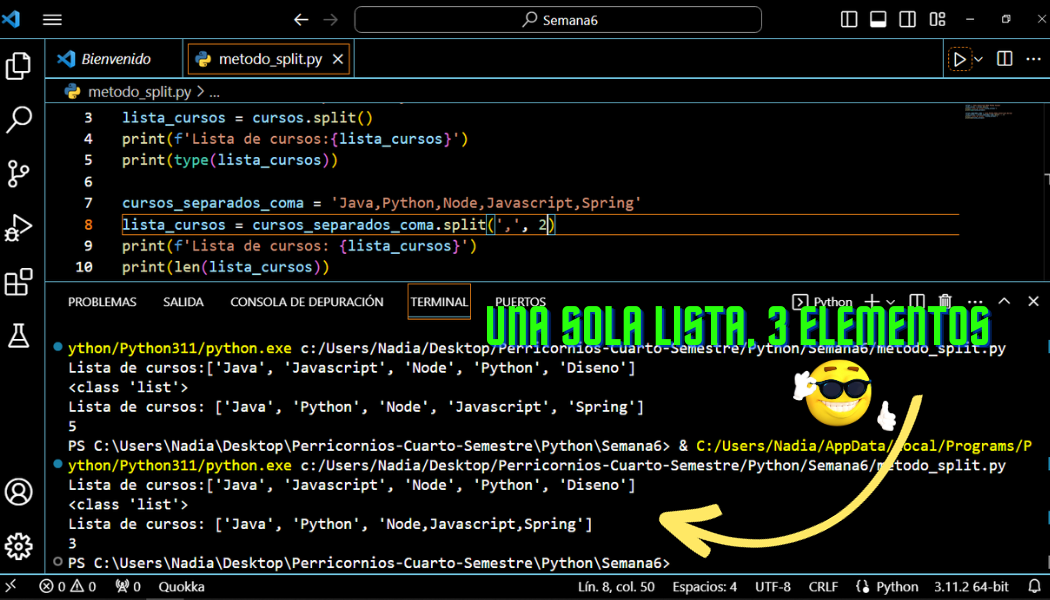 Semana6
Bienvenido
metodo_split.py
metodo_split.py > ...
3 lista_cursos = cursos.split()
4 print(f'Lista de cursos:{lista_cursos}')
5 print(type(lista_cursos))
6
7 cursos_separados_coma = 'Java,Python,Node,Javascript,Spring'
8 lista_cursos = cursos_separados_coma.split(',', 2)
9 print(f'Lista de cursos: {lista_cursos}')
10 print(len(lista_cursos))
PROBLEMAS SALIDA CONSOLA DE DEPURACIÓN TERMINAL PUERTOS Python
UNA SOLA LISTA, 3 ELEMENTOS
ython/Python311/python.exe c:/Users/Nadia/Desktop/Perricornios-Cuarto-Semestre/Python/Semana6/metodo_split.py
Lista de cursos:['Java', 'Javascript', 'Node', 'Python', 'Diseno']
<class 'list'>
Lista de cursos: ['Java', 'Python', 'Node', 'Javascript', 'Spring']
5
PS C:\Users\Nadia\Desktop\Perricornios-Cuarto-Semestre\Python\Semana6> & C:/Users/Nadia/AppData/Local/Programs/P
ython/Python311/python.exe c:/Users/Nadia/Desktop/Perricornios-Cuarto-Semestre/Python/Semana6/metodo_split.py
Lista de cursos:['Java', 'Javascript', 'Node', 'Python', 'Diseno']
<class 'list'>
Lista de cursos: ['Java', 'Python', 'Node,Javascript,Spring']
3
PS C:\Users\Nadia\Desktop\Perricornios-Cuarto-Semestre\Python\Semana6>
0 0 0 Quokka Lín. 8, col. 50 Espacios: 4 UTF-8 CRLF Python 3.11.2 64-bit